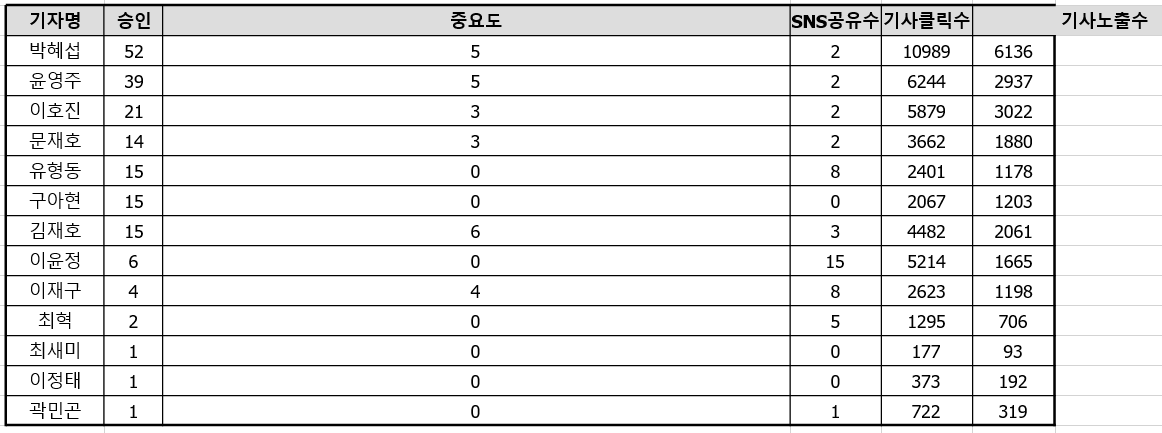 기자명 승인 중요도 SNS공유수 기사클릭수 기사노출수
박혜섭 52 5 2 10989 6136
윤영주 39 5 2 6244 2937
이호진 21 3 2 5879 3022
문재호 14 3 2 3662 1880
유형동 15 0 8 2401 1178
구아현 15 0 0 2067 1203
김재호 15 6 3 4482 2061
이윤정 6 0 15 5214 1665
이재구 4 4 8 2623 1198
최혁 2 0 5 1295 706
최새미 1 0 0 177 93
이정태 1 0 0 373 192
곽민곤 1 0 1 722 319